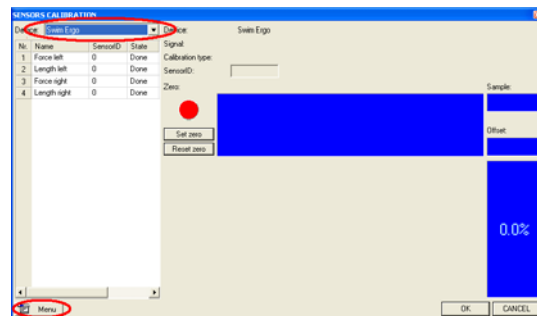 SENSORS CALIBRATION
Device: Swim Ergo
Nr. Name SensorID State
1 Force left 0 Done
2 Length left 0 Done
3 Force right 0 Done
4 Length right 0 Done
Device: Swim Ergo
Signal:
Calibration type:
SensorID:
Zero:
Set zero
Reset zero
Sample:
Offset:
0.0%
Menu
OK CANCEL